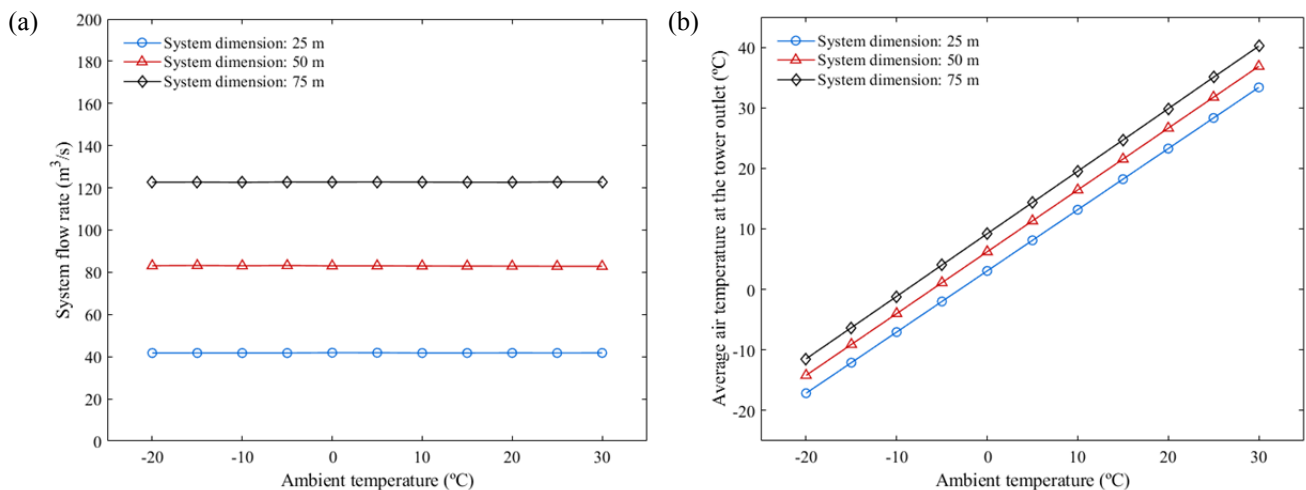 (a)
System flow rate (m³/s)
200
180
160
140
120
100
80
60
40
20
0
System dimension: 25 m
System dimension: 50 m
System dimension: 75 m
-20
-10
0
10
20
30
Ambient temperature (ºC)
(b)
Average air temperature at the tower outlet (ºC)
40
30
20
10
0
-10
-20
System dimension: 25 m
System dimension: 50 m
System dimension: 75 m
-20
-10
0
10
20
30
Ambient temperature (ºC)